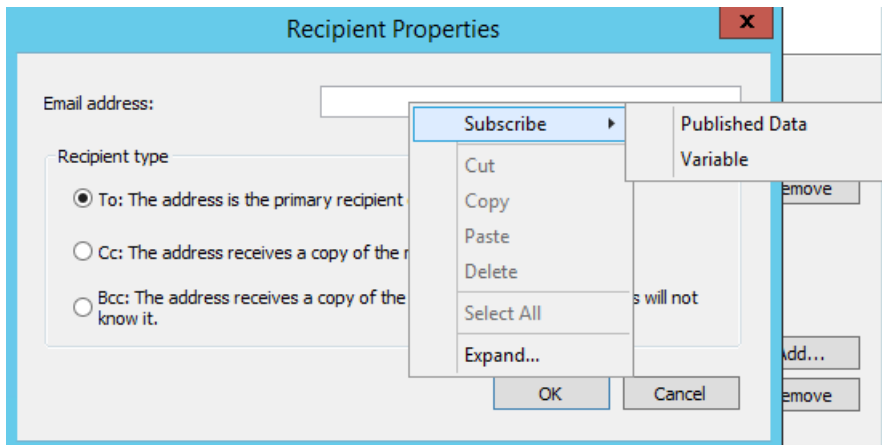 Recipient Properties
x
Email address:
Subscribe
Published Data
Variable
Recipient type
Cut
emove
To: The address is the primary recipient
Copy
Paste
Cc: The address receives a copy of the
Delete
Bcc: The address receives a copy of the
s will not
know it.
Select All
Expand...
Add...
OK
Cancel
emove